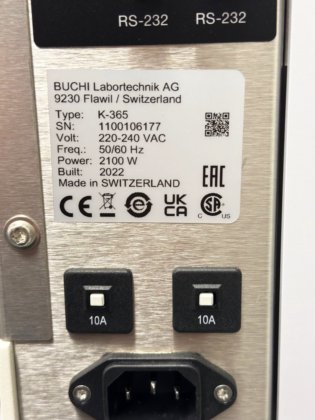 RS-232 RS-232
BUCHI Labortechnik AG
9230 Flawil / Switzerland
Type: K-365
SN: 1100106177
Volt: 220-240 VAC
Freq.: 50/60 Hz
Power: 2100 W
Built: 2022
Made in SWITZERLAND
EAC
CE UK CA C SA C US
10A 10A